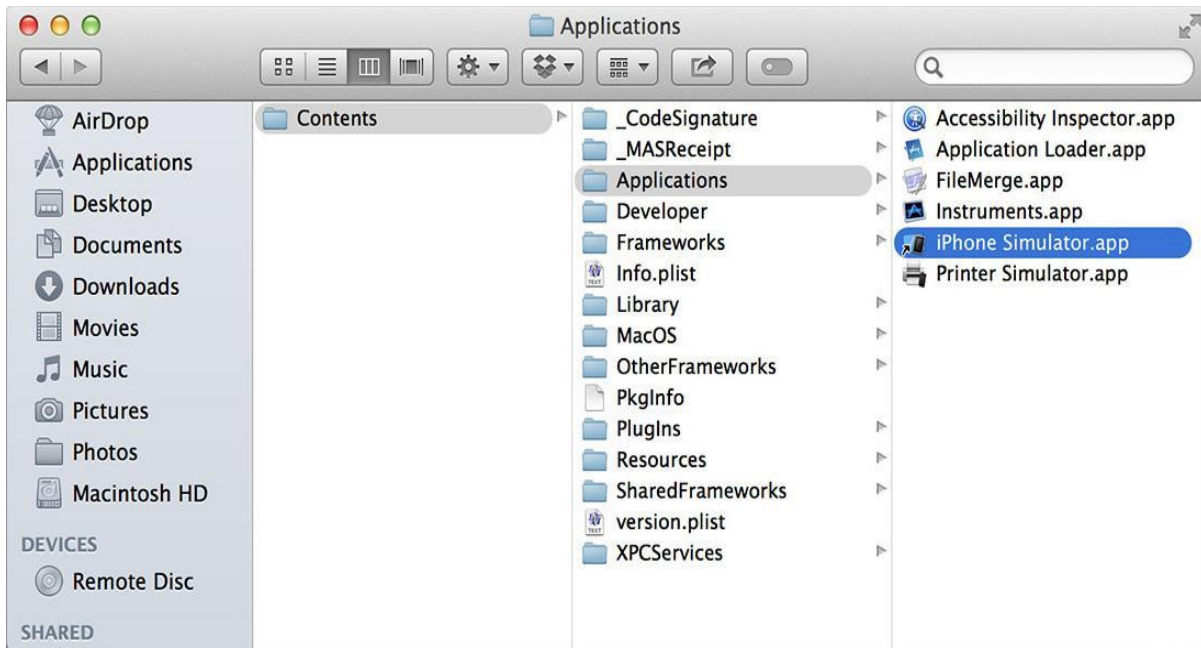 Applications
AirDrop
Applications
Desktop
Documents
Downloads
Movies
Music
Pictures
Photos
Macintosh HD
DEVICES
Remote Disc
SHARED
Contents
_CodeSignature
_MASReceipt
Applications
Developer
Frameworks
Info.plist
Library
MacOS
OtherFrameworks
PkgInfo
PlugIns
Resources
SharedFrameworks
version.plist
XPCServices
Accessibility Inspector.app
Application Loader.app
FileMerge.app
Instruments.app
iPhone Simulator.app
Printer Simulator.app